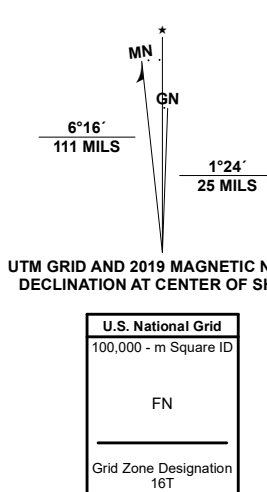 ★
MN
GN
6°16´
111 MILS
1°24´
25 MILS
UTM GRID AND 2019 MAGNETIC N
DECLINATION AT CENTER OF SH
U.S. National Grid
100,000 - m Square ID
FN
Grid Zone Designation
16T